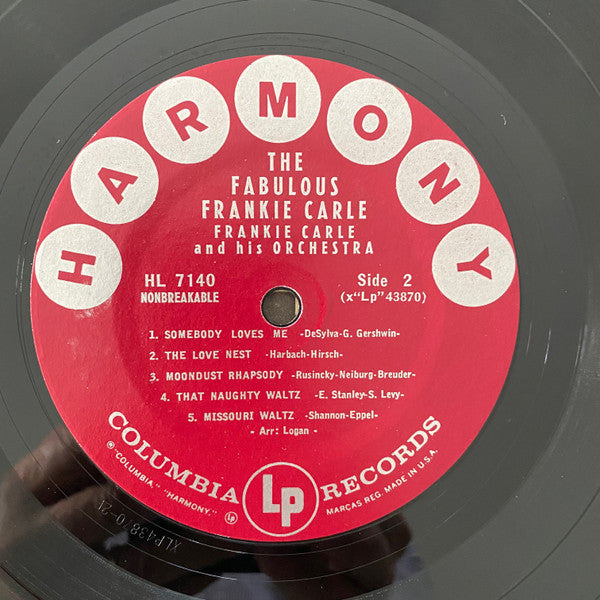 HARMONY
THE
FABULOUS
FRANKIE CARLE
FRANKIE CARLE
and his ORCHESTRA
HL 7140
NONBREAKABLE
Side 2
(x"Lp"43870)
1. SOMEBODY LOVES ME -DeSylva-G. Gershwin-
2. THE LOVE NEST -Harbach-Hirsch-
3. MOONDUST RHAPSODY -Rusincky-Neiburg-Breuder-
4. THAT NAUGHTY WALTZ -E. Stanley-S. Levy-
5. MISSOURI WALTZ -Shannon-Eppel-
- Arr: Logan -
COLUMBIA Lp RECORDS
® "COLUMBIA," "HARMONY," Lp
MARCAS REG. MADE IN U.S.A.